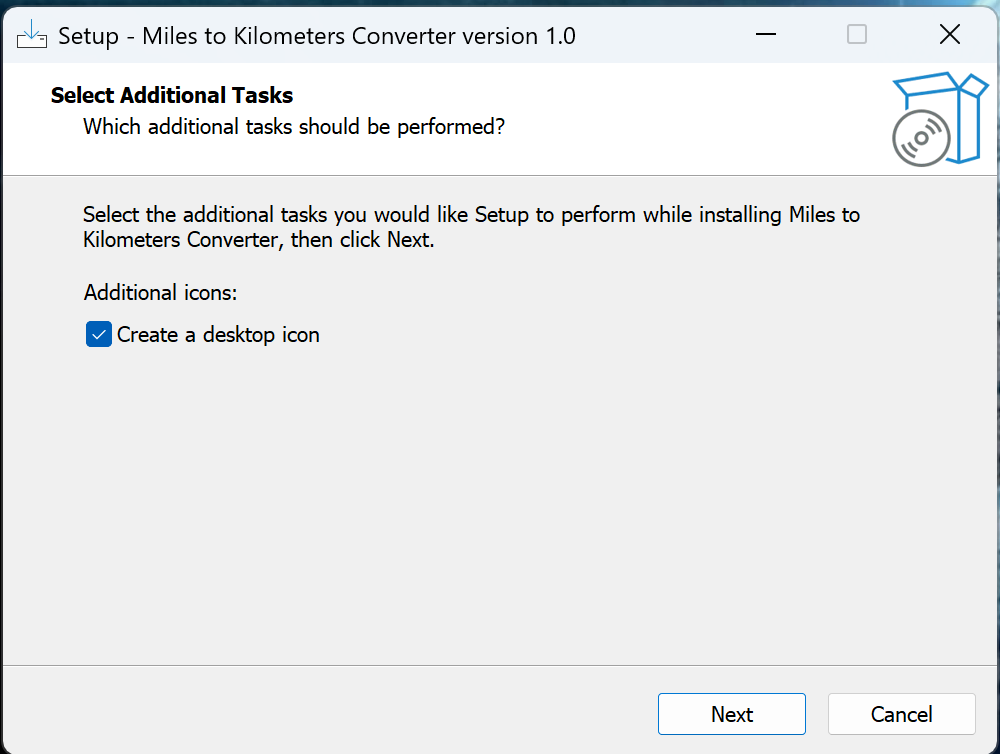 Setup - Miles to Kilometers Converter version 1.0
Select Additional Tasks
Which additional tasks should be performed?
Select the additional tasks you would like Setup to perform while installing Miles to
Kilometers Converter, then click Next.
Additional icons:
Create a desktop icon
Next
Cancel